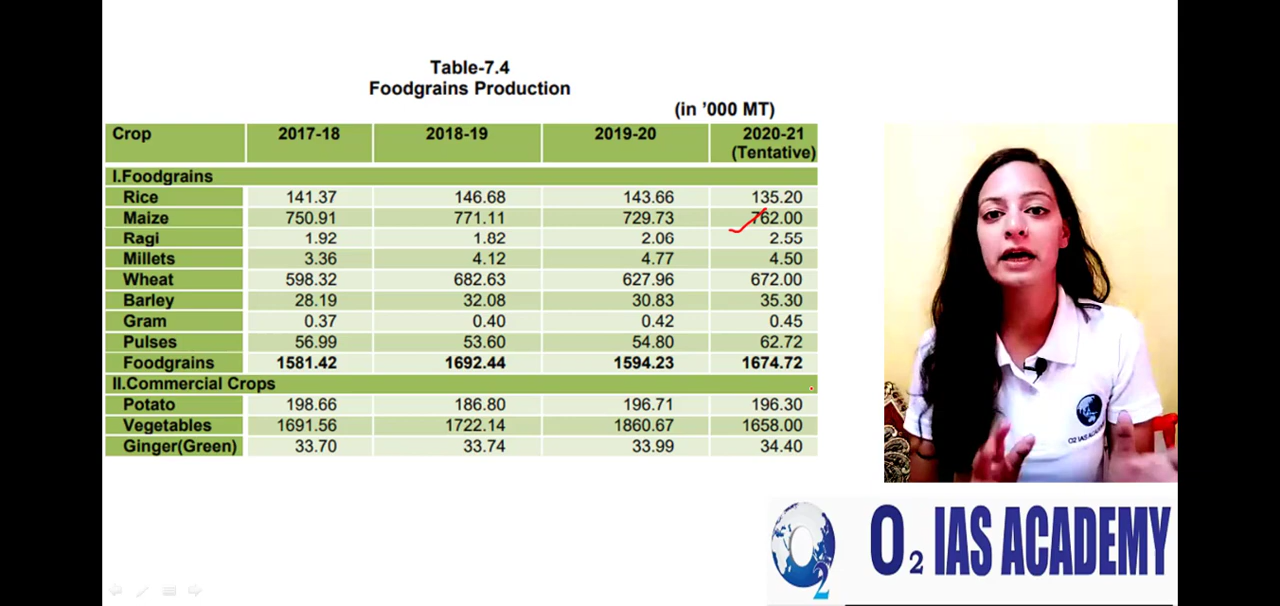 Table-7.4
Foodgrains Production
(in ’000 MT)
Crop 2017-18 2018-19 2019-20 2020-21
(Tentative)
I.Foodgrains
Rice 141.37 146.68 143.66 135.20
Maize 750.91 771.11 729.73 762.00
Ragi 1.92 1.82 2.06 2.55
Millets 3.36 4.12 4.77 4.50
Wheat 598.32 682.63 627.96 672.00
Barley 28.19 32.08 30.83 35.30
Gram 0.37 0.40 0.42 0.45
Pulses 56.99 53.60 54.80 62.72
Foodgrains 1581.42 1692.44 1594.23 1674.72
II.Commercial Crops
Potato 198.66 186.80 196.71 196.30
Vegetables 1691.56 1722.14 1860.67 1658.00
Ginger(Green) 33.70 33.74 33.99 34.40
O2 IAS
O2
O2 IAS ACADEMY